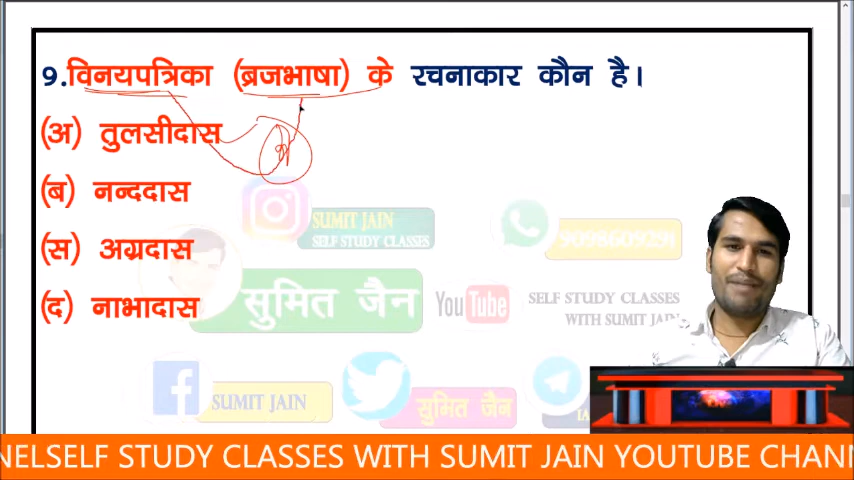 9.विनयपत्रिका (ब्रजभाषा) के रचनाकार कौन है।
(अ) तुलसीदास
(ब) नन्ददास
(स) अग्रदास
(द) नाभादास
SUMIT JAIN
SELF STUDY CLASSES
9098609291
सुमित जैन
YouTube
SELF STUDY CLASSES
WITH SUMIT JAIN
SUMIT JAIN
सुमित जैन
NELSELF STUDY CLASSES WITH SUMIT JAIN YOUTUBE CHANN